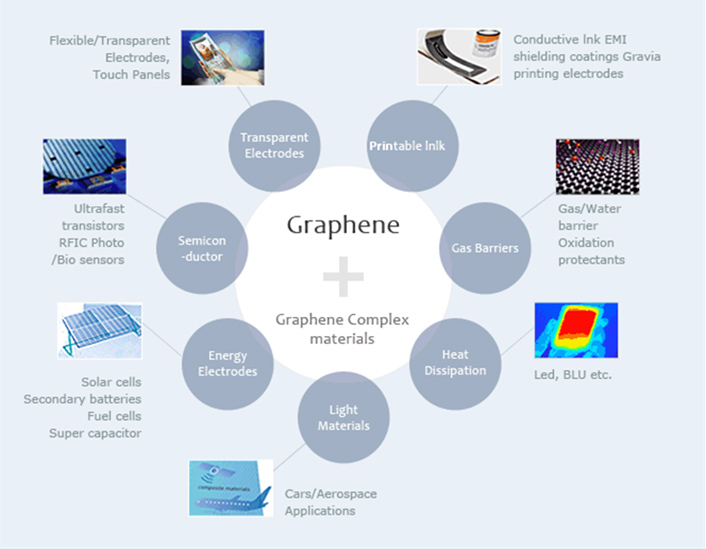 Flexible/Transparent
Electrodes,
Touch Panels
Conductive lnk EMI
shielding coatings Gravia
printing electrodes
Transparent
Electrodes
Printable lnlk
Ultrafast
transistors
RFIC Photo
/Bio sensors
Semicon
-ductor
Graphene
+
Graphene Complex
materials
Gas Barriers
Gas/Water
barrier
Oxidation
protectants
Energy
Electrodes
Heat
Dissipation
Solar cells
Secondary batteries
Fuel cells
Super capacitor
Led, BLU etc.
Light
Materials
composite materials
Cars/Aerospace
Applications